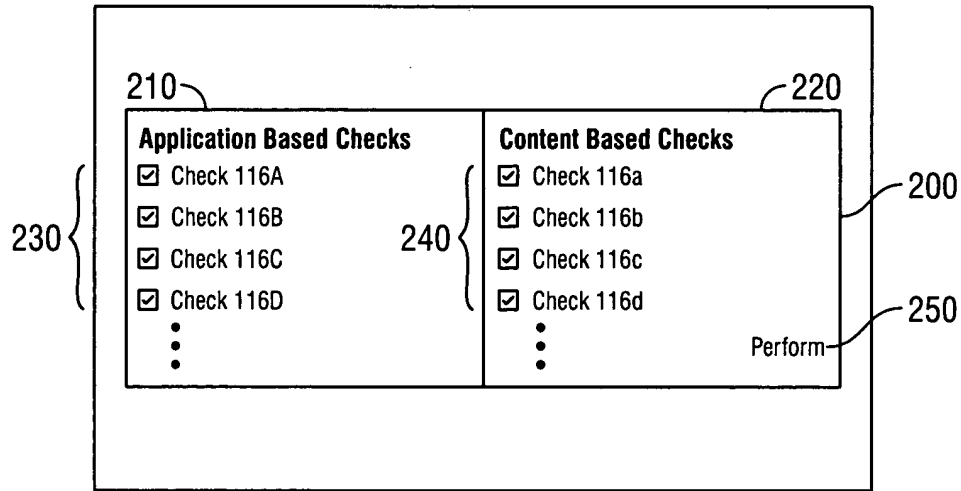 210
220
Application Based Checks
Content Based Checks
Check 116A
Check 116a
200
Check 116B
Check 116b
230
240
Check 116C
Check 116c
Check 116D
Check 116d
250
Perform